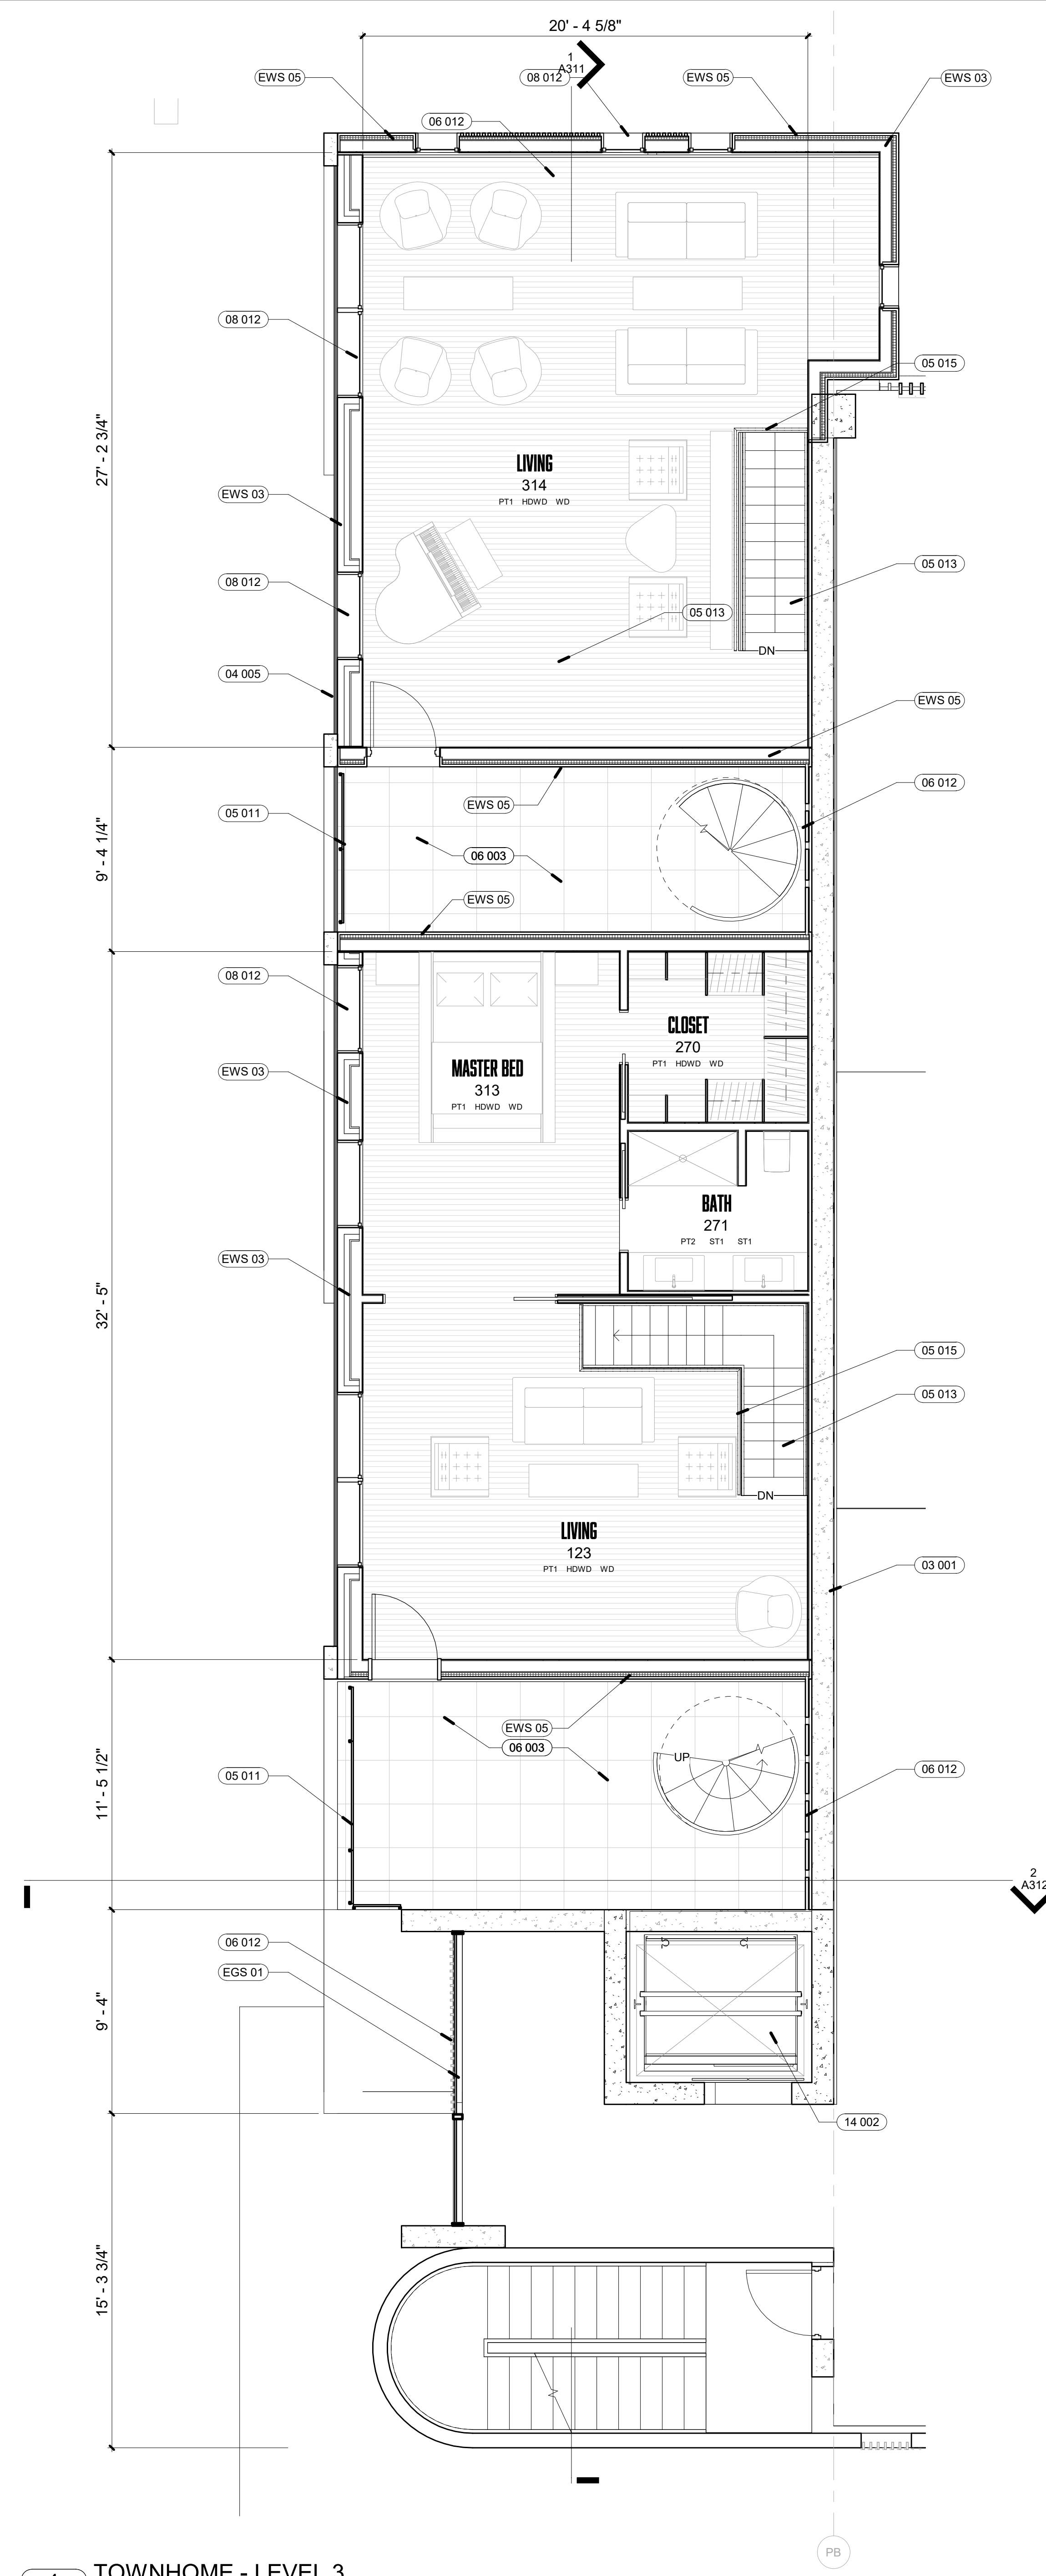 20' - 4 5/8"
1
A311
EWS 05
08 012
EWS 05
EWS 03
06 012
08 012
05 015
27' - 2 3/4"
LIVING
314
PT1 HDWD WD
EWS 03
05 013
08 012
05 013
DN
04 005
EWS 05
06 012
EWS 05
05 011
9' - 4 1/4"
06 003
EWS 05
08 012
CLOSET
270
PT1 HDWD WD
MASTER BED
313
PT1 HDWD WD
EWS 03
BATH
271
PT2 ST1 ST1
EWS 03
32' - 5"
05 015
05 013
DN
LIVING
123
PT1 HDWD WD
03 001
EWS 05
06 003
UP
05 011
06 012
11' - 5 1/2"
2
A312
06 012
EGS 01
9' - 4"
14 002
15' - 3 3/4"
PB
TOWNHOME - LEVEL 3